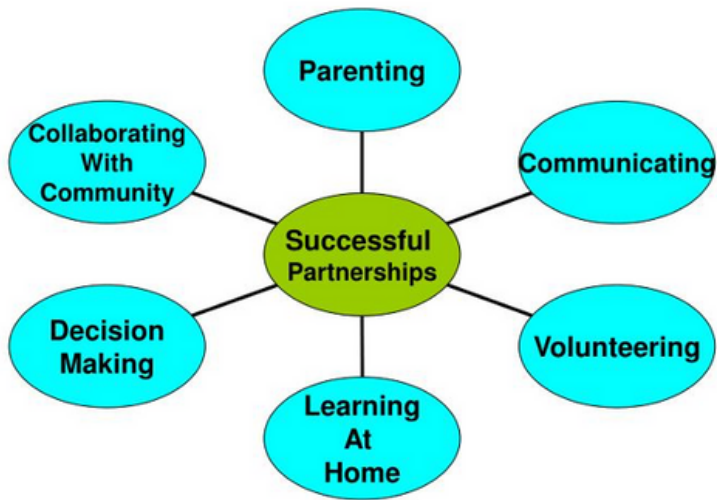 Parenting
Collaborating
With
Community
Communicating
Successful
Partnerships
Decision
Making
Volunteering
Learning
At
Home